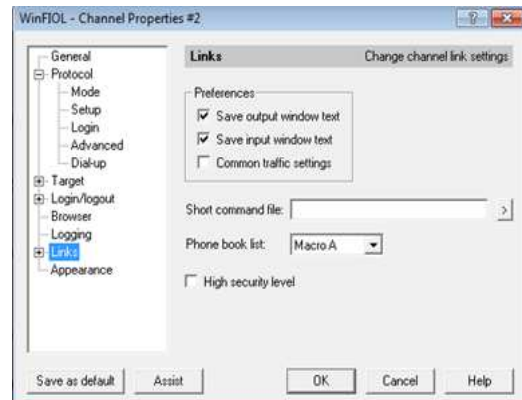 WinFIOL - Channel Properties #2
General
Protocol
Mode
Setup
Login
Advanced
Dial-up
Target
Login/logout
Browser
Logging
Links
Appearance
Links Change channel link settings
Preferences
Save output window text
Save input window text
Common traffic settings
Short command file: >
Phone book list: Macro A
High security level
Save as default Assist OK Cancel Help